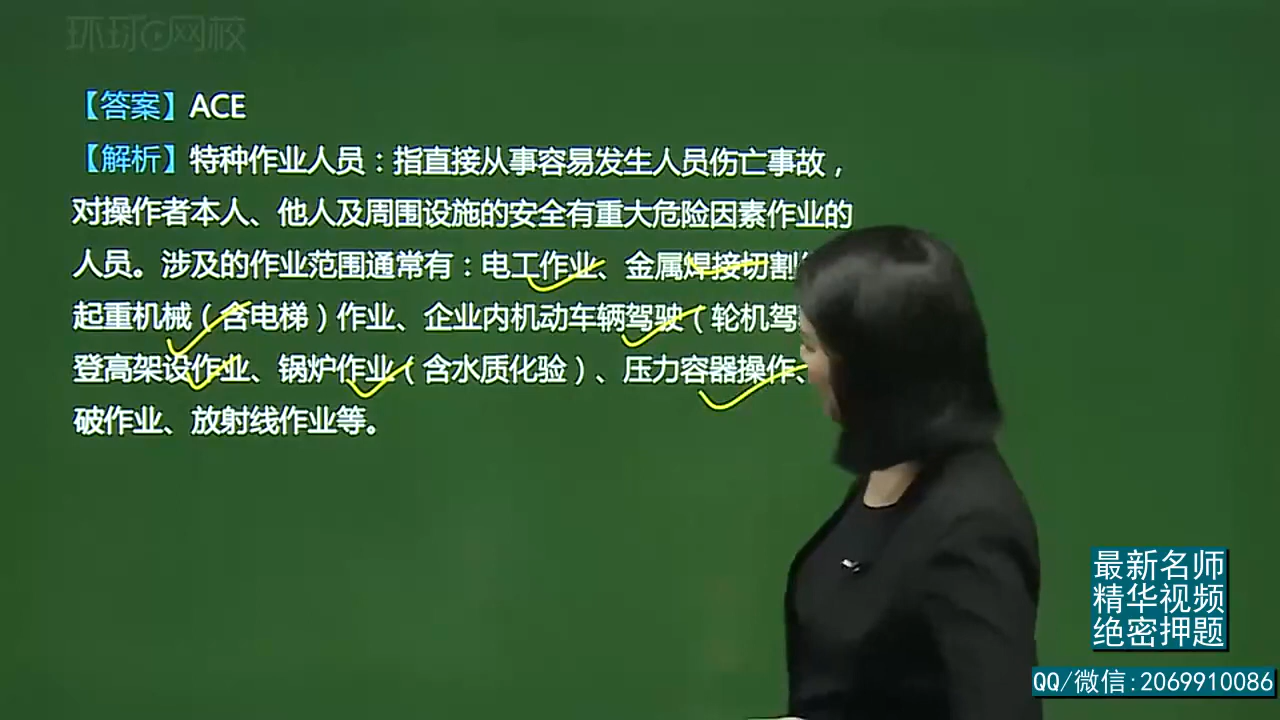 环球网校
【答案】ACE
【解析】特种作业人员：指直接从事容易发生人员伤亡事故，
对操作者本人、他人及周围设施的安全有重大危险因素作业的
人员。涉及的作业范围通常有：电工作业、金属焊接切割
起重机械（含电梯）作业、企业内机动车辆驾驶（轮机驾
登高架设作业、锅炉作业（含水质化验）、压力容器操作、
破作业、放射线作业等。
最新名师
精华视频
绝密押题
QQ/微信:2069910086